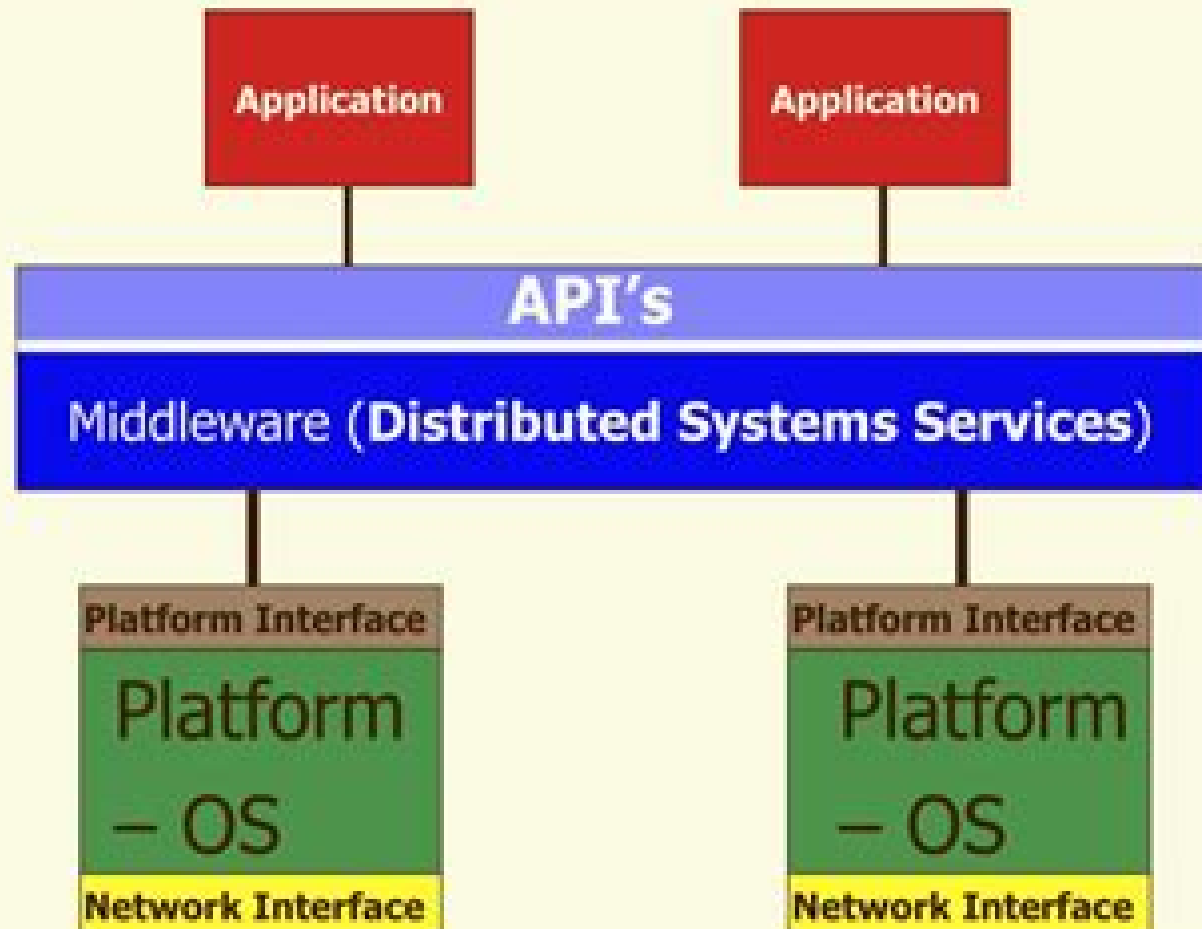 Application
Application
API's
Middleware (Distributed Systems Services)
Platform Interface
Platform
– OS
Network Interface
Platform Interface
Platform
– OS
Network Interface